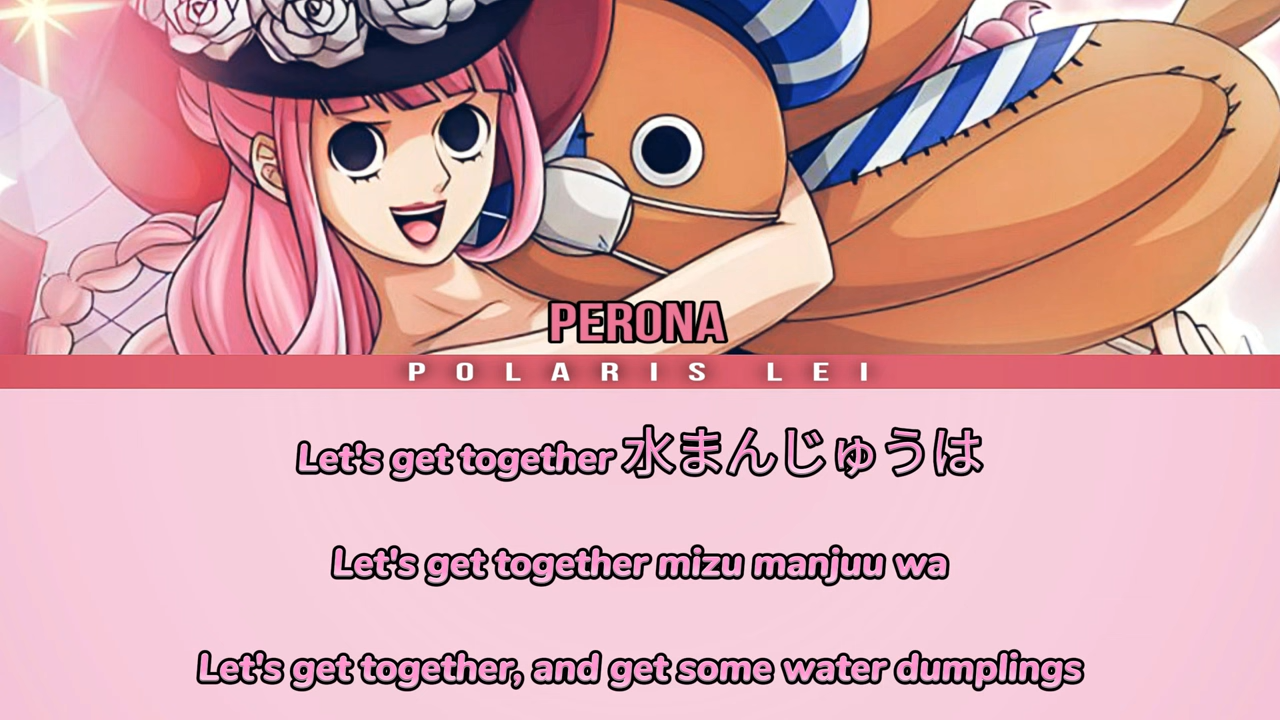 PERONA
POLARIS LEI
Let's get together 水まんじゅうは
Let's get together mizu manjuu wa
Let's get together, and get some water dumplings